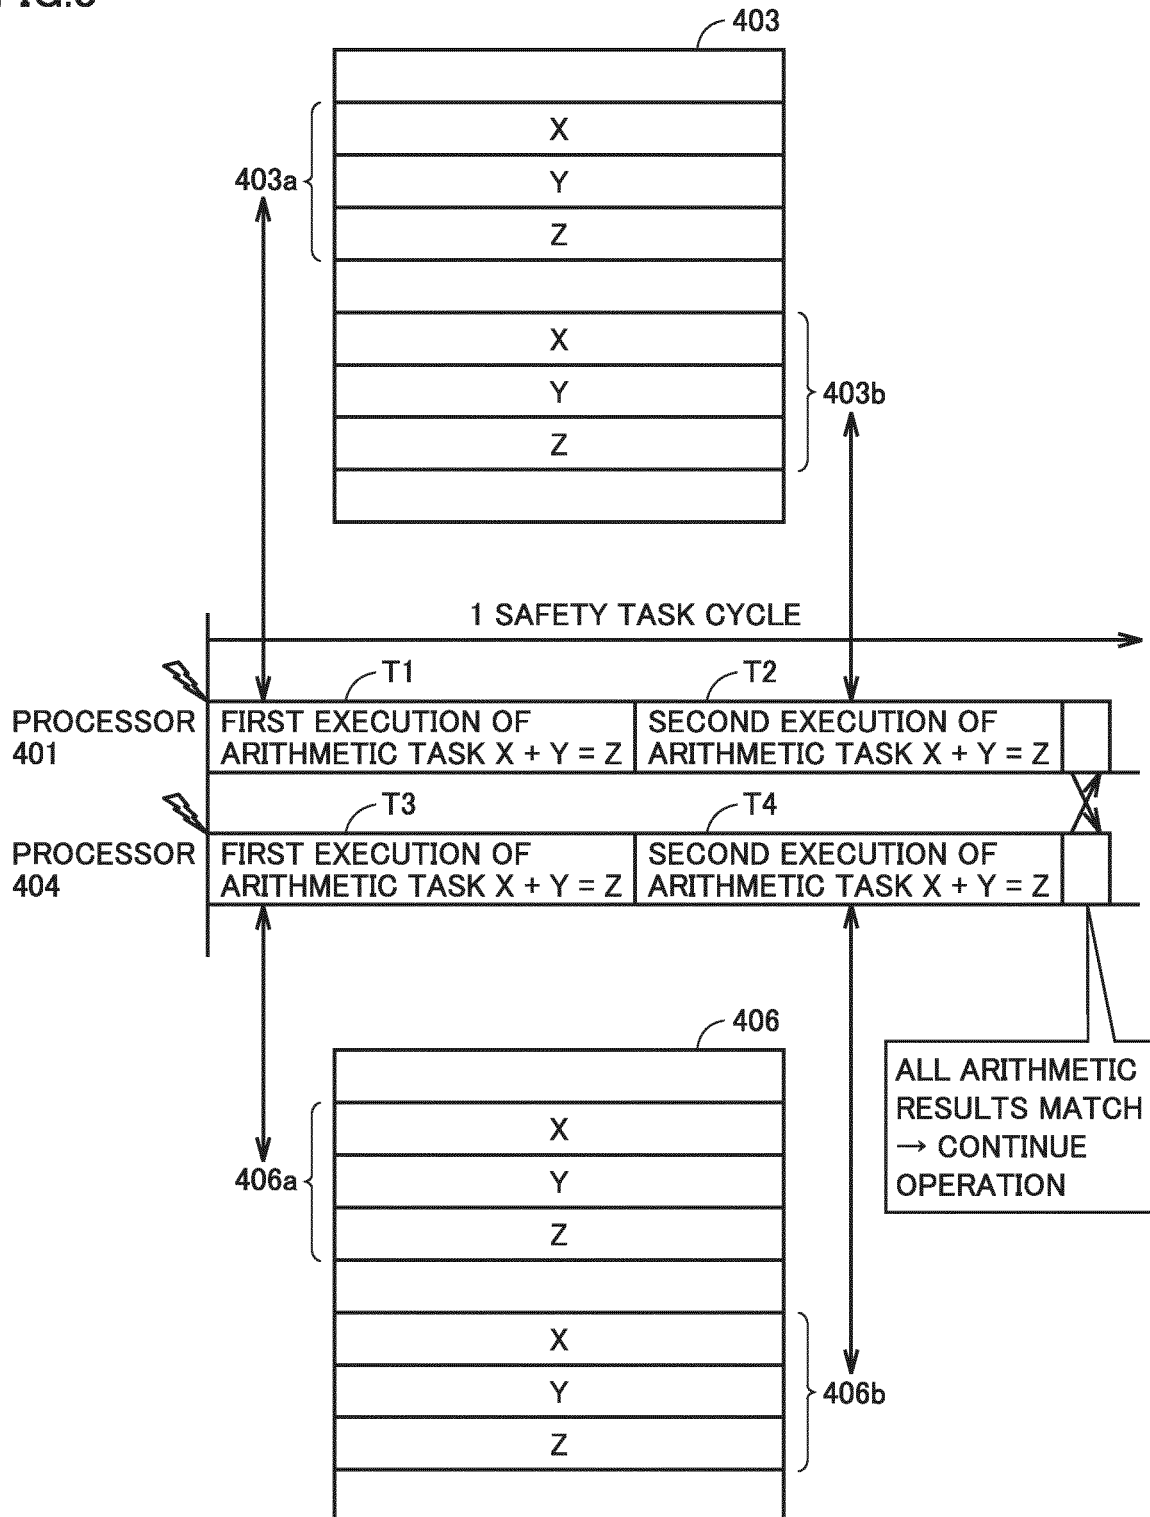 403
X
Y
403a
Z
X
Y
403b
Z
1 SAFETY TASK CYCLE
T1
T2
PROCESSOR
401
FIRST EXECUTION OF
ARITHMETIC TASK X + Y = Z
SECOND EXECUTION OF
ARITHMETIC TASK X + Y = Z
T3
T4
PROCESSOR
404
FIRST EXECUTION OF
ARITHMETIC TASK X + Y = Z
SECOND EXECUTION OF
ARITHMETIC TASK X + Y = Z
406
ALL ARITHMETIC
RESULTS MATCH
→ CONTINUE
OPERATION
X
Y
406a
Z
X
Y
406b
Z